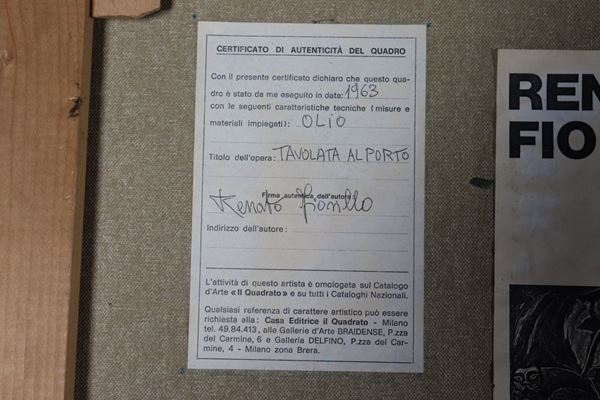 CERTIFICATO DI AUTENTICITÀ DEL QUADRO
Con il presente certificato dichiaro che questo qua-
dro è stato da me eseguito in data: 1963
con le seguenti caratteristiche tecniche (misure e
materiali impiegati): OLIO
Titolo dell'opera: TAVOLATA AL PORTO
Firma autentica dell'autore:
Renato Fiorillo
Indirizzo dell'autore:
L'attività di questo artista è omologata sul Catalogo
d'Arte «Il Quadrato» e su tutti i Cataloghi Nazionali.
Qualsiasi referenza di carattere artistico può essere
richiesta alla: Casa Editrice il Quadrato - Milano
tel. 49.84.413, alle Gallerie d'Arte BRAIDENSE, P.zza
del Carmine, 6 e Galleria DELFINO, P.zza del Car-
mine, 4 - Milano zona Brera.
REN
FIO